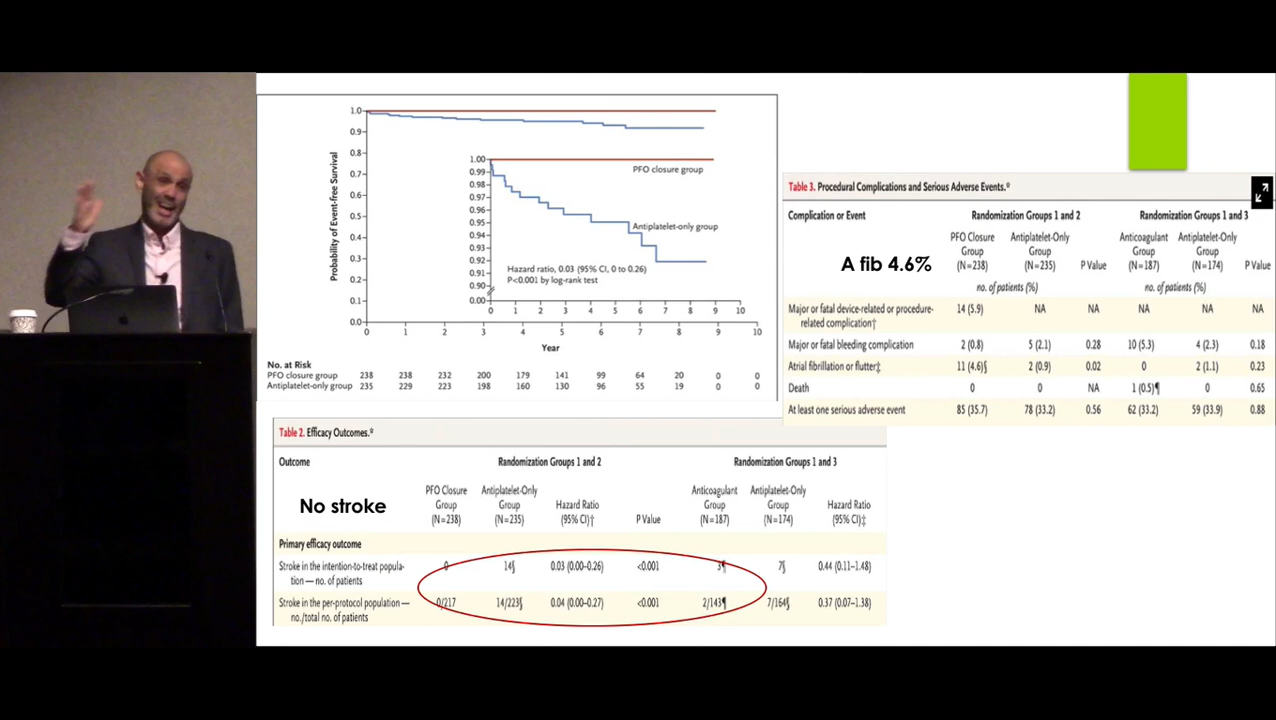 1.0
0.9
0.8
0.7
0.6
0.5
0.4
0.3
0.2
0.1
0.0
Probability of Event-free Survival
0 1 2 3 4 5 6 7 8 9 10
Year
1.00
0.99
0.98
0.97
0.96
0.95
0.94
0.93
0.92
0.91
0.90
0.00
0 1 2 3 4 5 6 7 8 9 10
PFO closure group
Antiplatelet-only group
Hazard ratio, 0.03 (95% CI, 0 to 0.26)
P<0.001 by log-rank test
No. at Risk
PFO closure group 238 238 232 200 179 141 99 64 20 0 0
Antiplatelet-only group 235 229 223 198 160 130 96 55 19 0 0
Table 3. Procedural Complications and Serious Adverse Events.*
Complication or Event Randomization Groups 1 and 2 Randomization Groups 1 and 3
PFO Closure Antiplatelet-Only Anticoagulant Antiplatelet-Only
Group Group Group Group
(N=238) (N=235) P Value (N=187) (N=174) P Value
A fib 4.6%
no. of patients (%) no. of patients (%)
Major or fatal device-related or procedure- 14 (5.9) NA NA NA NA NA
related complication†
Major or fatal bleeding complication 2 (0.8) 5 (2.1) 0.28 10 (5.3) 4 (2.3) 0.18
Atrial fibrillation or flutter‡ 11 (4.6)§ 2 (0.9) 0.02 0 2 (1.1) 0.23
Death 0 0 NA 1 (0.5)¶ 0 0.65
At least one serious adverse event 85 (35.7) 78 (33.2) 0.56 62 (33.2) 59 (33.9) 0.88
Table 2. Efficacy Outcomes.*
Outcome Randomization Groups 1 and 2 Randomization Groups 1 and 3
PFO Closure Antiplatelet-Only Anticoagulant Antiplatelet-Only
Group Group Hazard Ratio Group Group Hazard Ratio
(N=238) (N=235) (95% CI)† P Value (N=187) (N=174) (95% CI)‡
No stroke
Primary efficacy outcome
Stroke in the intention-to-treat popula- 0 14§ 0.03 (0.00–0.26) <0.001 3¶ 7§ 0.44 (0.11–1.48)
tion — no. of patients
Stroke in the per-protocol population — 0/217 14/223§ 0.04 (0.00–0.27) <0.001 2/143¶ 7/164§ 0.37 (0.07–1.38)
no./total no. of patients